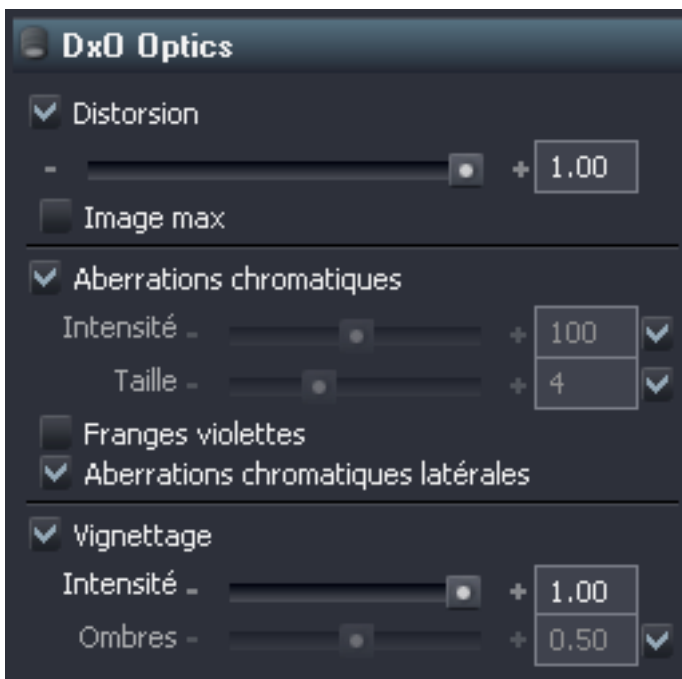 DxO Optics
Distorsion
- + 1.00
Image max
Aberrations chromatiques
Intensité - + 100
Taille - + 4
Franges violettes
Aberrations chromatiques latérales
Vignettage
Intensité - + 1.00
Ombres - + 0.50